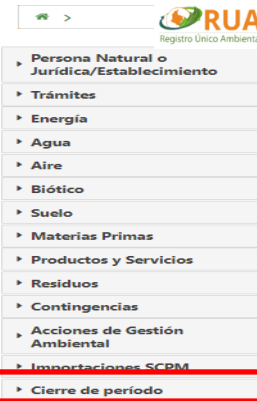 >
RUA
Registro Único Ambienta
Persona Natural o
Jurídica/Establecimiento
Trámites
Energía
Agua
Aire
Biótico
Suelo
Materias Primas
Productos y Servicios
Residuos
Contingencias
Acciones de Gestión
Ambiental
Importaciones SCPM
Cierre de período